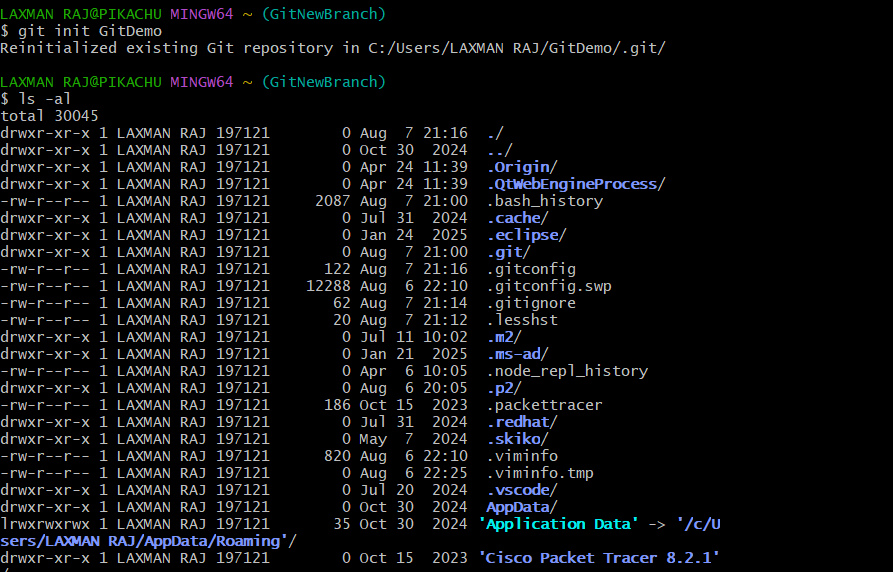 LAXMAN RAJ@PIKACHU MINGW64 ~ (GitNewBranch)
$ git init GitDemo
Reinitialized existing Git repository in C:/Users/LAXMAN RAJ/GitDemo/.git/
LAXMAN RAJ@PIKACHU MINGW64 ~ (GitNewBranch)
$ ls -al
total 30045
drwxr-xr-x 1 LAXMAN RAJ 197121        0 Aug  7 21:16  ./
drwxr-xr-x 1 LAXMAN RAJ 197121        0 Oct 30  2024  ../
drwxr-xr-x 1 LAXMAN RAJ 197121        0 Apr 24 11:39  .Origin/
drwxr-xr-x 1 LAXMAN RAJ 197121        0 Apr 24 11:39  .QtWebEngineProcess/
-rw-r--r-- 1 LAXMAN RAJ 197121     2087 Aug  7 21:00  .bash_history
drwxr-xr-x 1 LAXMAN RAJ 197121        0 Jul 31  2024  .cache/
drwxr-xr-x 1 LAXMAN RAJ 197121        0 Jan 24  2025  .eclipse/
drwxr-xr-x 1 LAXMAN RAJ 197121        0 Aug  7 21:00  .git/
-rw-r--r-- 1 LAXMAN RAJ 197121      122 Aug  7 21:16  .gitconfig
-rw-r--r-- 1 LAXMAN RAJ 197121    12288 Aug  6 22:10  .gitconfig.swp
-rw-r--r-- 1 LAXMAN RAJ 197121       62 Aug  7 21:14  .gitignore
-rw-r--r-- 1 LAXMAN RAJ 197121       20 Aug  7 21:12  .lesshst
drwxr-xr-x 1 LAXMAN RAJ 197121        0 Jul 11 10:02  .m2/
drwxr-xr-x 1 LAXMAN RAJ 197121        0 Jan 21  2025  .ms-ad/
-rw-r--r-- 1 LAXMAN RAJ 197121        0 Apr  6 10:05  .node_repl_history
drwxr-xr-x 1 LAXMAN RAJ 197121        0 Aug  6 20:05  .p2/
-rw-r--r-- 1 LAXMAN RAJ 197121      186 Oct 15  2023  .packettracer
drwxr-xr-x 1 LAXMAN RAJ 197121        0 Jul 31  2024  .redhat/
drwxr-xr-x 1 LAXMAN RAJ 197121        0 May  7  2024  .skiko/
-rw-r--r-- 1 LAXMAN RAJ 197121      820 Aug  6 22:10  .viminfo
-rw-r--r-- 1 LAXMAN RAJ 197121        0 Aug  6 22:25  .viminfo.tmp
drwxr-xr-x 1 LAXMAN RAJ 197121        0 Jul 20  2024  .vscode/
drwxr-xr-x 1 LAXMAN RAJ 197121        0 Oct 30  2024  AppData/
lrwxrwxrwx 1 LAXMAN RAJ 197121       35 Oct 30  2024 'Application Data' -> '/c/U
sers/LAXMAN RAJ/AppData/Roaming'/
drwxr-xr-x 1 LAXMAN RAJ 197121        0 Oct 15  2023 'Cisco Packet Tracer 8.2.1'